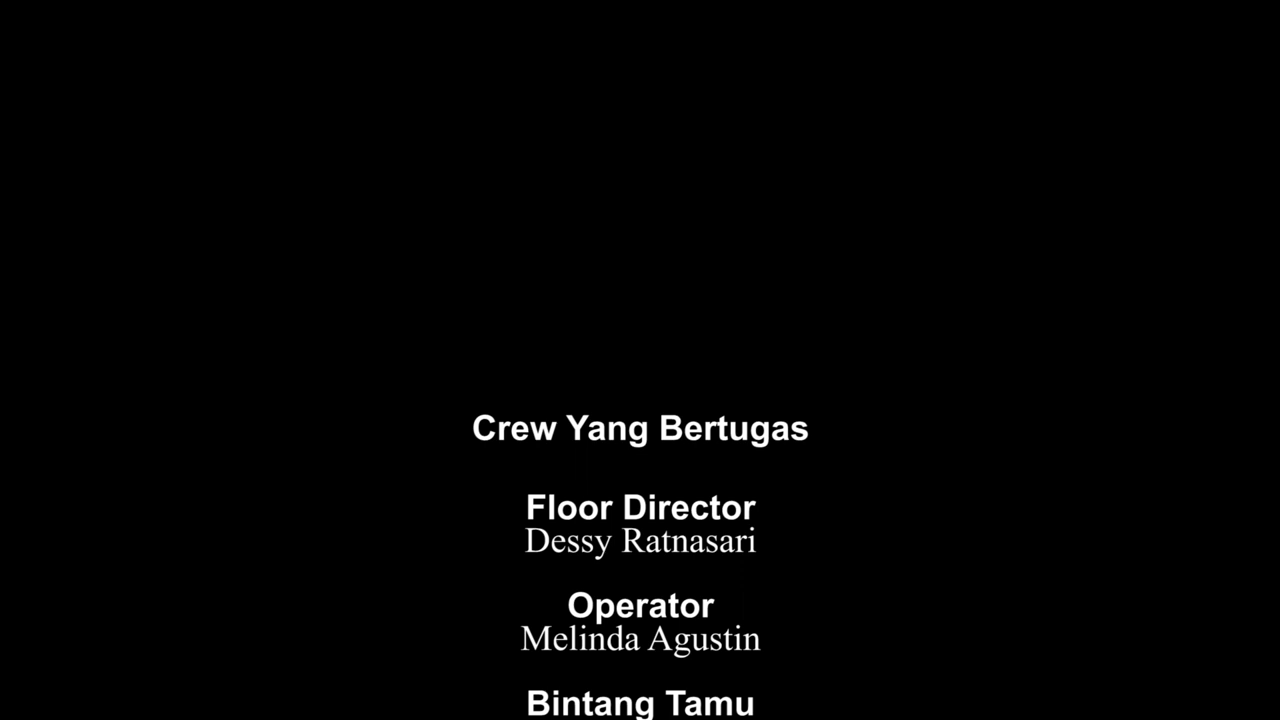 Crew Yang Bertugas
Floor Director
Dessy Ratnasari
Operator
Melinda Agustin
Bintang Tamu